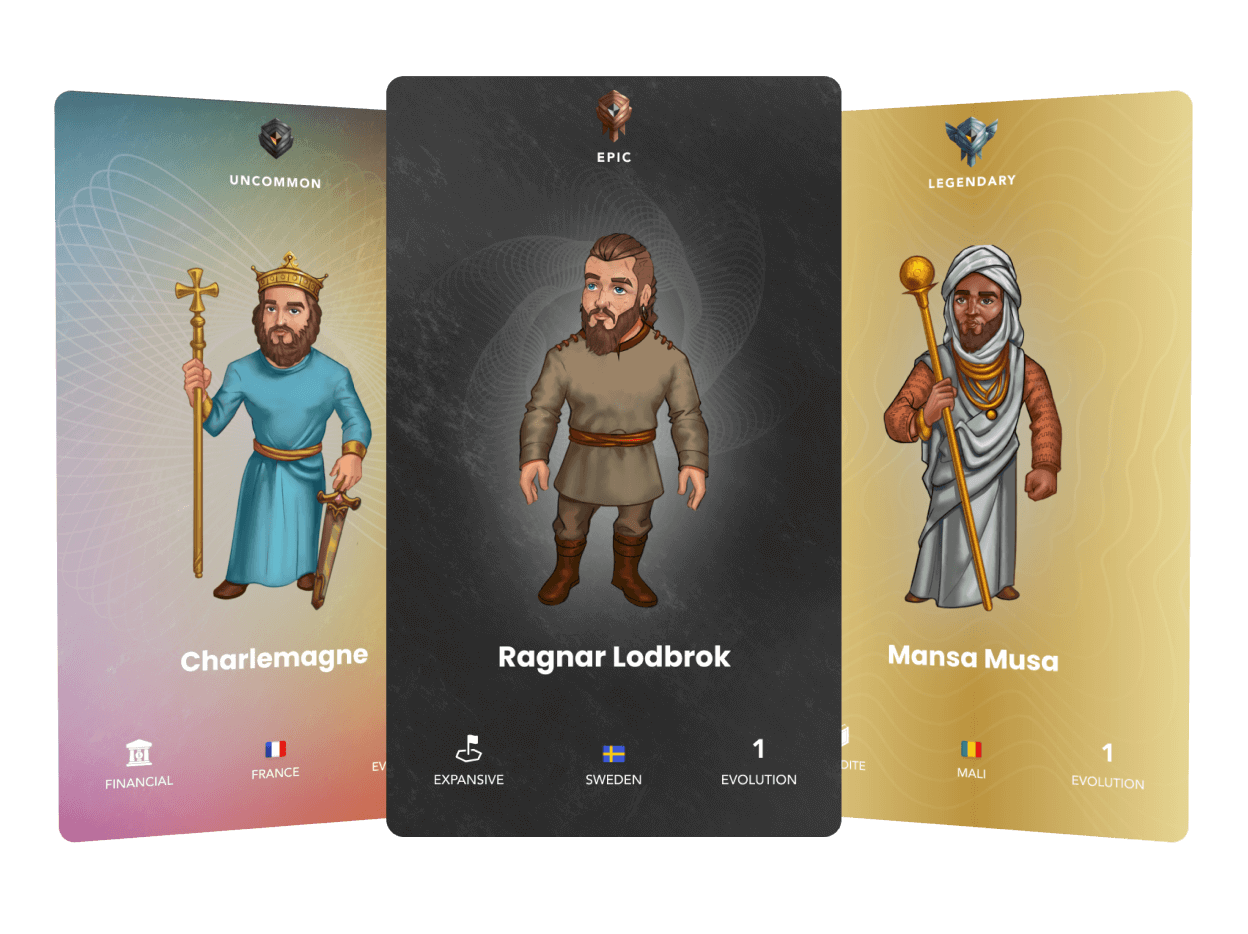 UNCOMMON
Charlemagne
FINANCIAL
FRANCE
EPIC
Ragnar Lodbrok
EXPANSIVE
SWEDEN
1
EVOLUTION
LEGENDARY
Mansa Musa
MALI
1
EVOLUTION